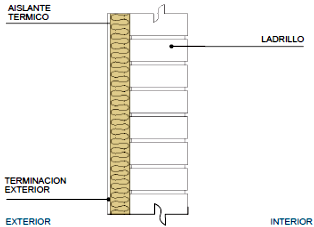 AISLANTE
TERMICO
LADRILLO
TERMINACION
EXTERIOR
EXTERIOR
INTERIOR